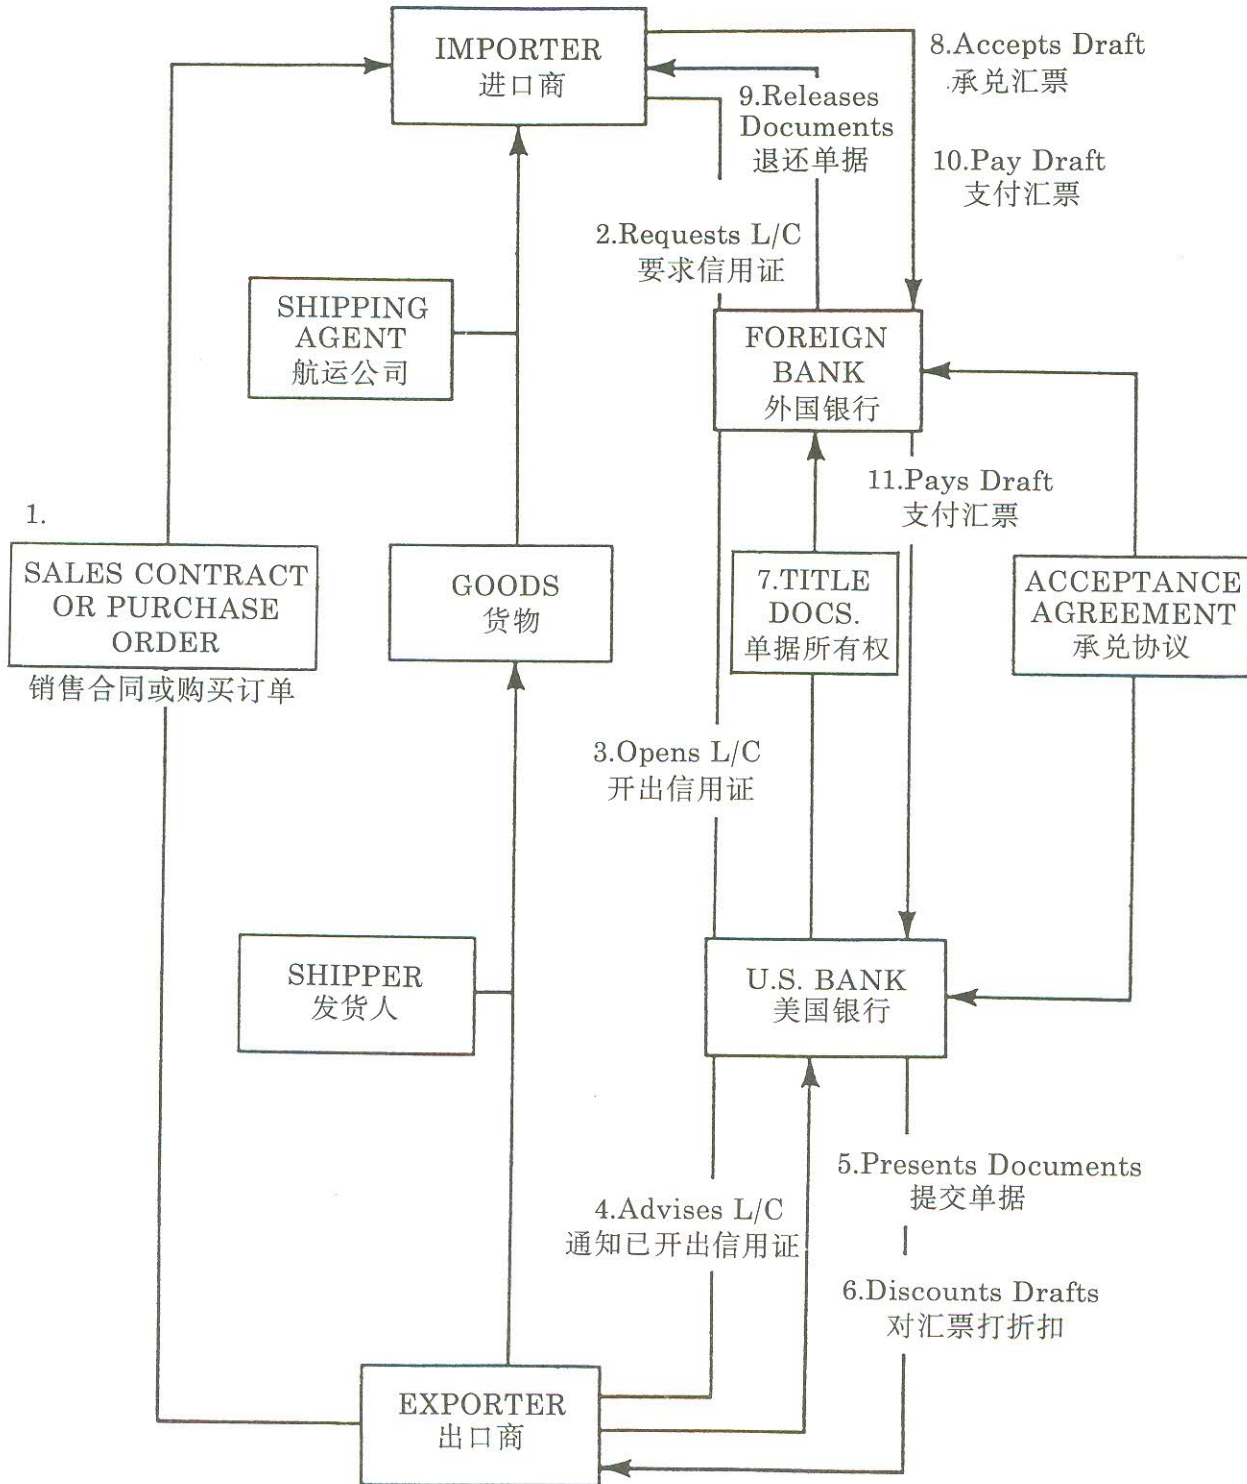 IMPORTER
进口商
8.Accepts Draft
承兑汇票
9.Releases
Documents
退还单据
10.Pay Draft
支付汇票
2.Requests L/C
要求信用证
SHIPPING
AGENT
航运公司
FOREIGN
BANK
外国银行
11.Pays Draft
支付汇票
1.
SALES CONTRACT
OR PURCHASE
ORDER
销售合同或购买订单
GOODS
货物
7.TITLE
DOCS.
单据所有权
ACCEPTANCE
AGREEMENT
承兑协议
3.Opens L/C
开出信用证
SHIPPER
发货人
U.S. BANK
美国银行
5.Presents Documents
提交单据
4.Advises L/C
通知已开出信用证
6.Discounts Drafts
对汇票打折扣
EXPORTER
出口商